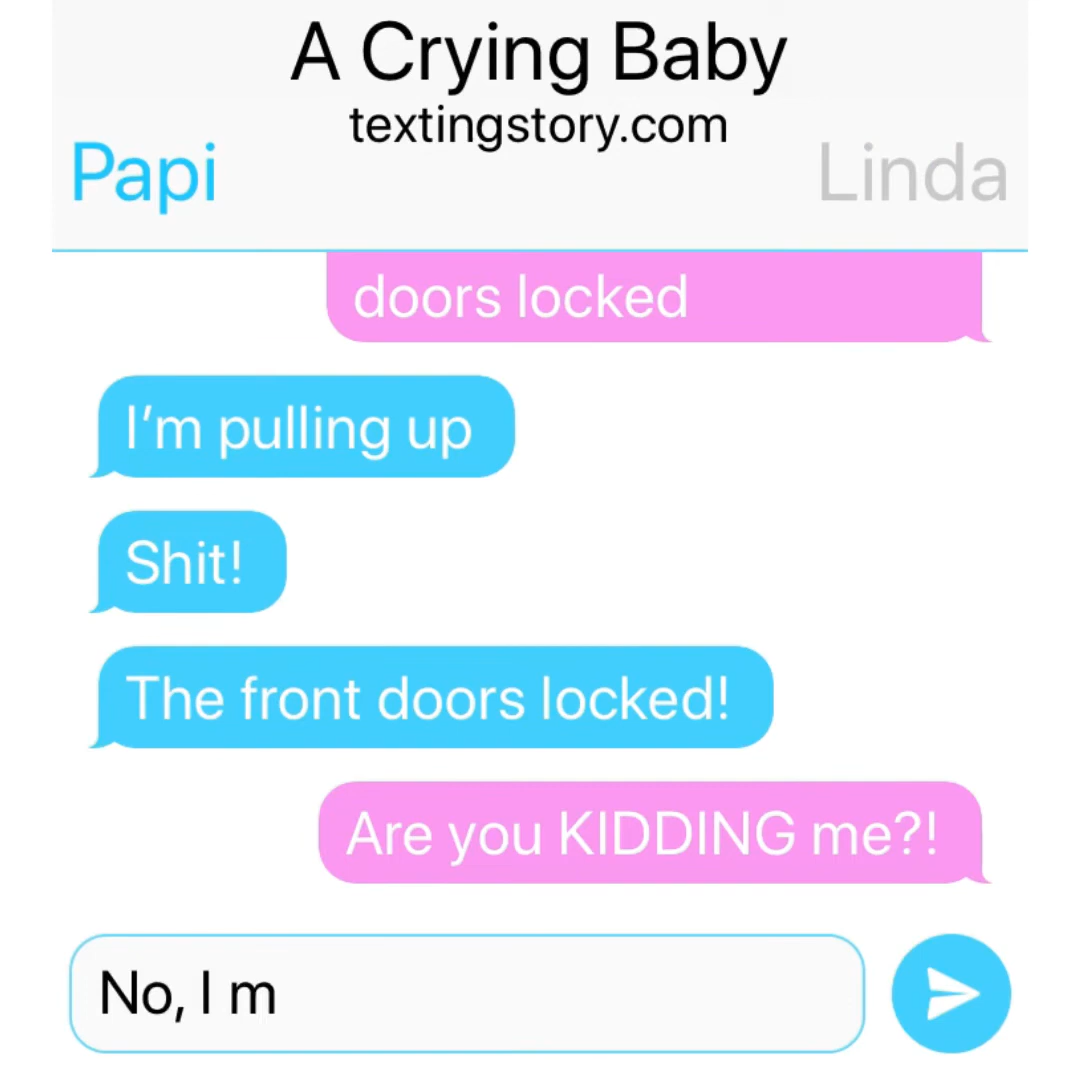 A Crying Baby
textingstory.com
Papi
Linda
doors locked
I’m pulling up
Shit!
The front doors locked!
Are you KIDDING me?!
No, I m